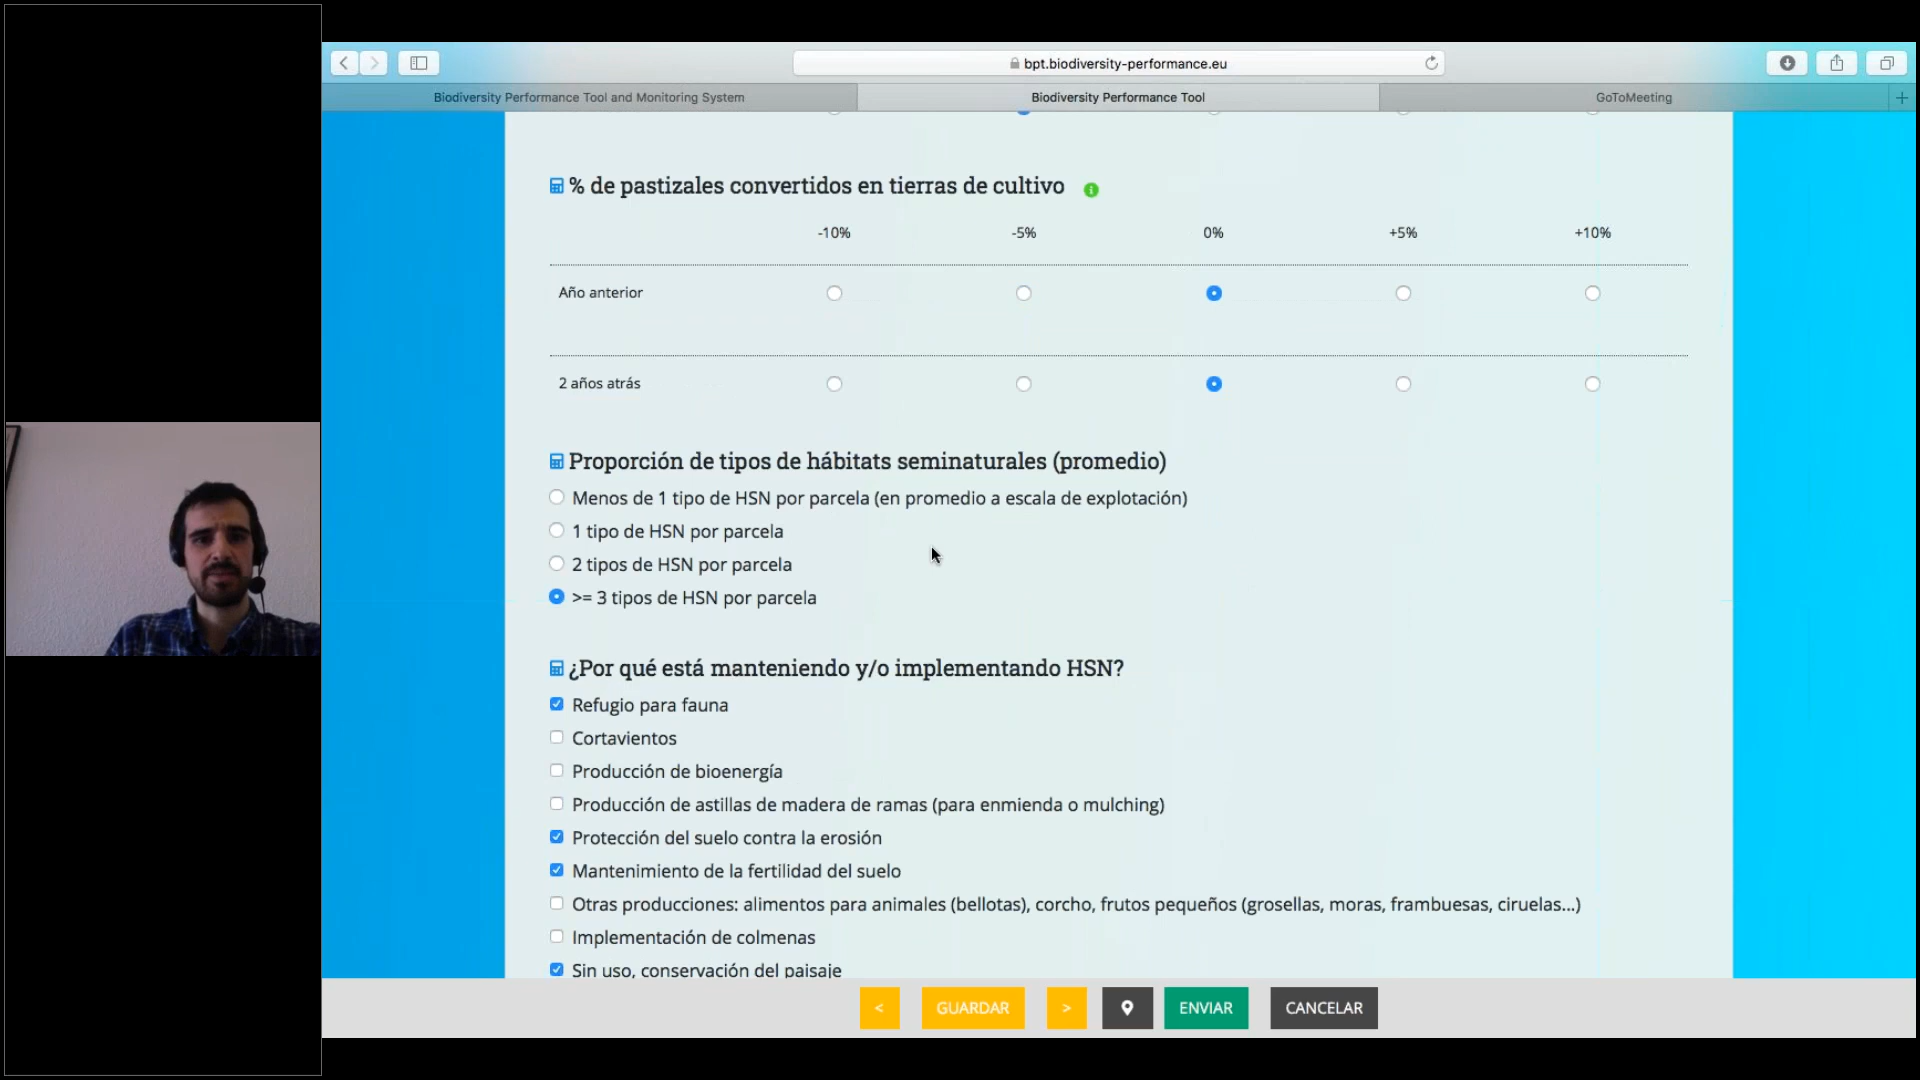 bpt.biodiversity-performance.eu
Biodiversity Performance Tool and Monitoring System
Biodiversity Performance Tool
GoToMeeting
% de pastizales convertidos en tierras de cultivo
-10% -5% 0% +5% +10%
Año anterior
2 años atrás
Proporción de tipos de hábitats seminaturales (promedio)
Menos de 1 tipo de HSN por parcela (en promedio a escala de explotación)
1 tipo de HSN por parcela
2 tipos de HSN por parcela
>= 3 tipos de HSN por parcela
¿Por qué está manteniendo y/o implementando HSN?
Refugio para fauna
Cortavientos
Producción de bioenergía
Producción de astillas de madera de ramas (para enmienda o mulching)
Protección del suelo contra la erosión
Mantenimiento de la fertilidad del suelo
Otras producciones: alimentos para animales (bellotas), corcho, frutos pequeños (grosellas, moras, frambuesas, ciruelas...)
Implementación de colmenas
Sin uso, conservación del paisaje
< GUARDAR > ENVIAR CANCELAR